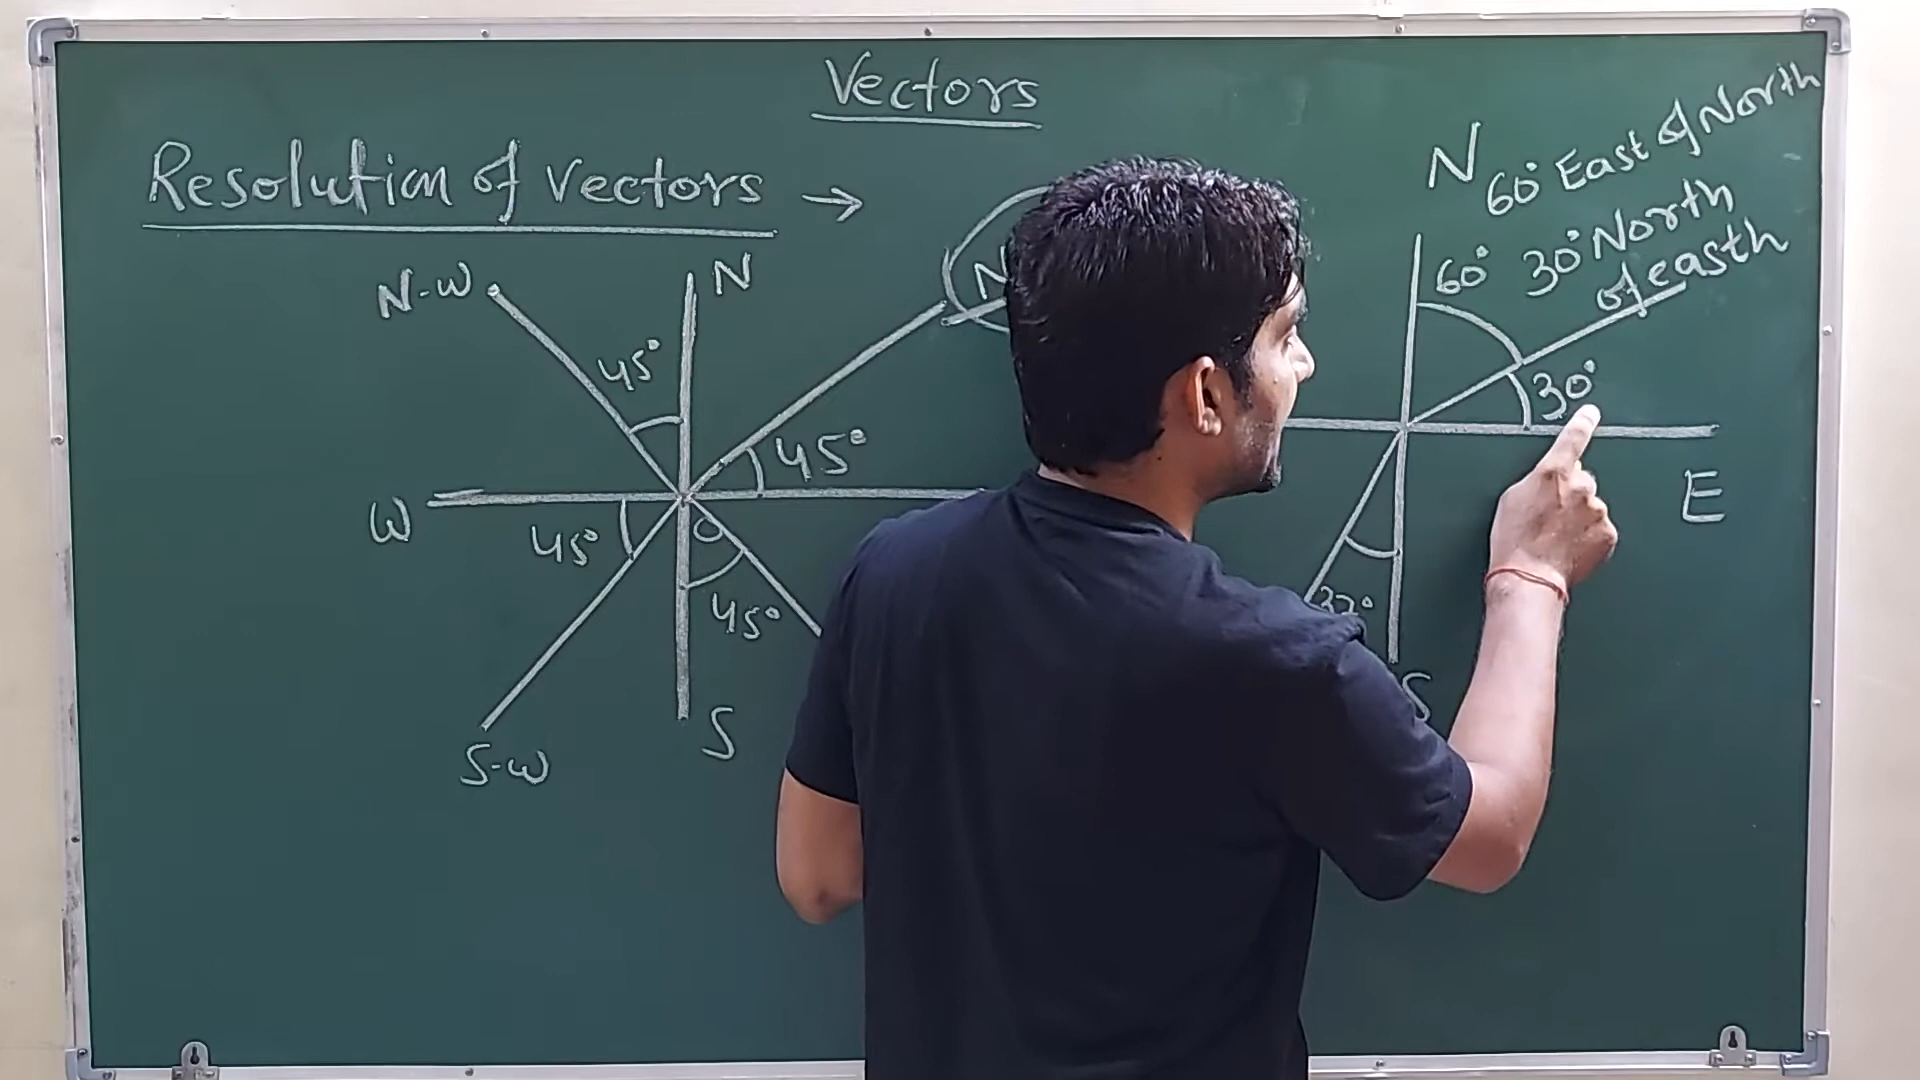 Vectors
Resolution of Vectors →
N-W
N
45°
45°
W
45°
O
45°
S
S-W
N
N
60° East of North
60°
30° North
of easth
30°
E
S